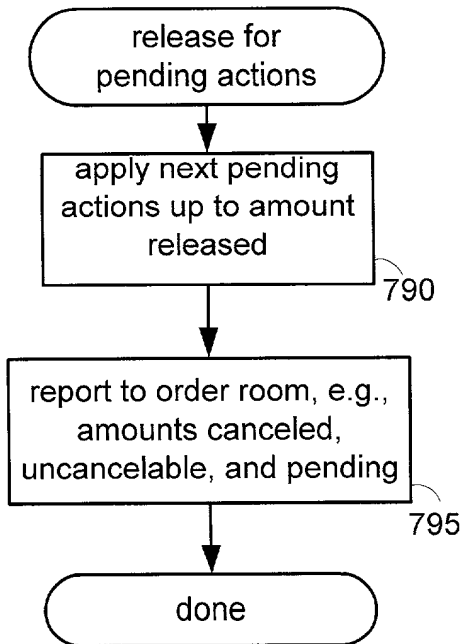 release for
pending actions
apply next pending
actions up to amount
released
790
report to order room, e.g.,
amounts canceled,
uncancelable, and pending
795
done